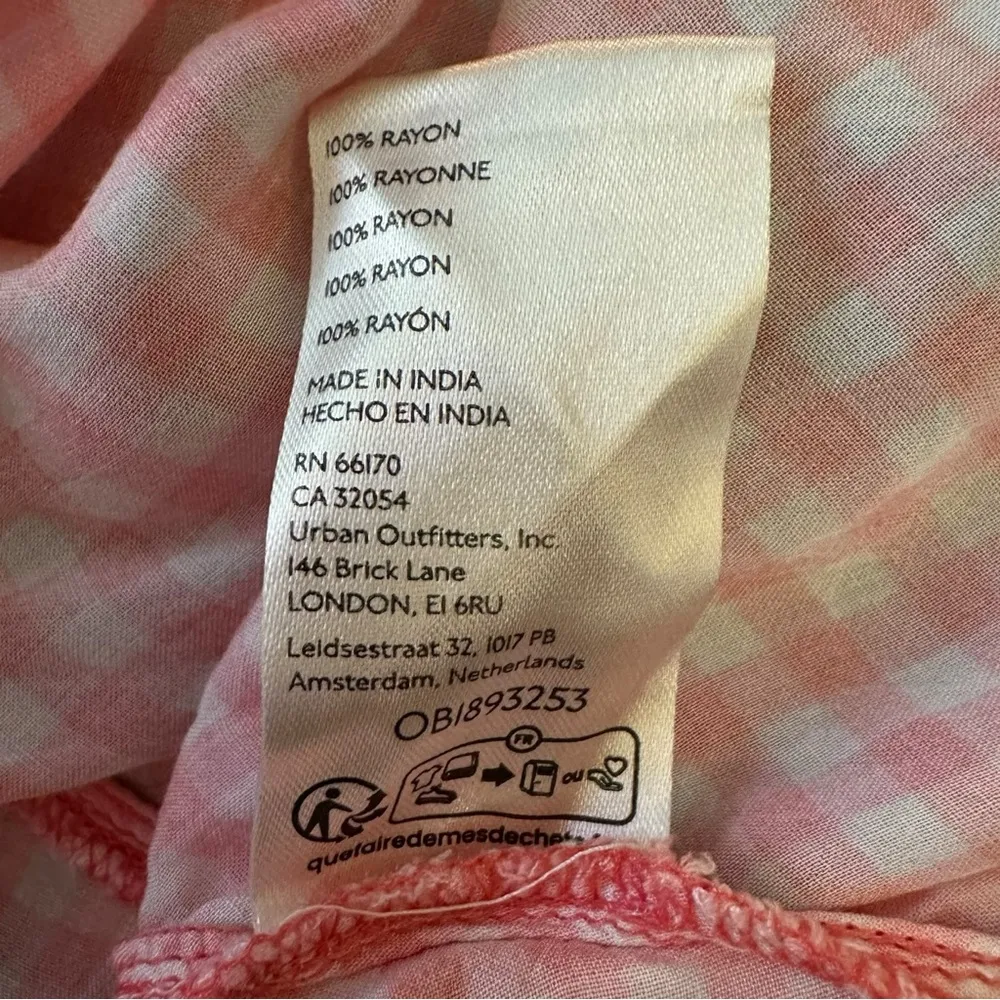 100% RAYON
100% RAYONNE
100% RAYON
100% RAYON
100% RAYÓN
MADE IN INDIA
HECHO EN INDIA
RN 66170
CA 32054
Urban Outfitters, Inc.
146 Brick Lane
LONDON, E1 6RU
Leidsestraat 32, 1017 PB
Amsterdam, Netherlands
OB1893253
FR
OU